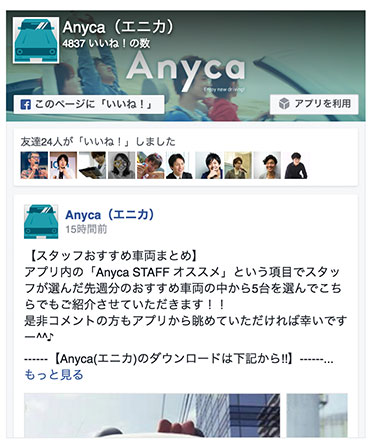 Anyca（エニカ）
4837 いいね！の数
Anyca
Enjoy new driving!
このページに「いいね！」
アプリを利用
友達24人が「いいね！」しました
Anyca（エニカ）
15時間前
【スタッフおすすめ車両まとめ】
アプリ内の「Anyca STAFF オススメ」という項目でスタ
ッフが選んだ先週分のおすすめ車両の中から5台を選んでこち
らでもご紹介させていただきます！！
是非コメントの方もアプリから眺めていただければ幸いです
ー^^♪
------【Anyca(エニカ)のダウンロードは下記から!!】------...
もっと見る